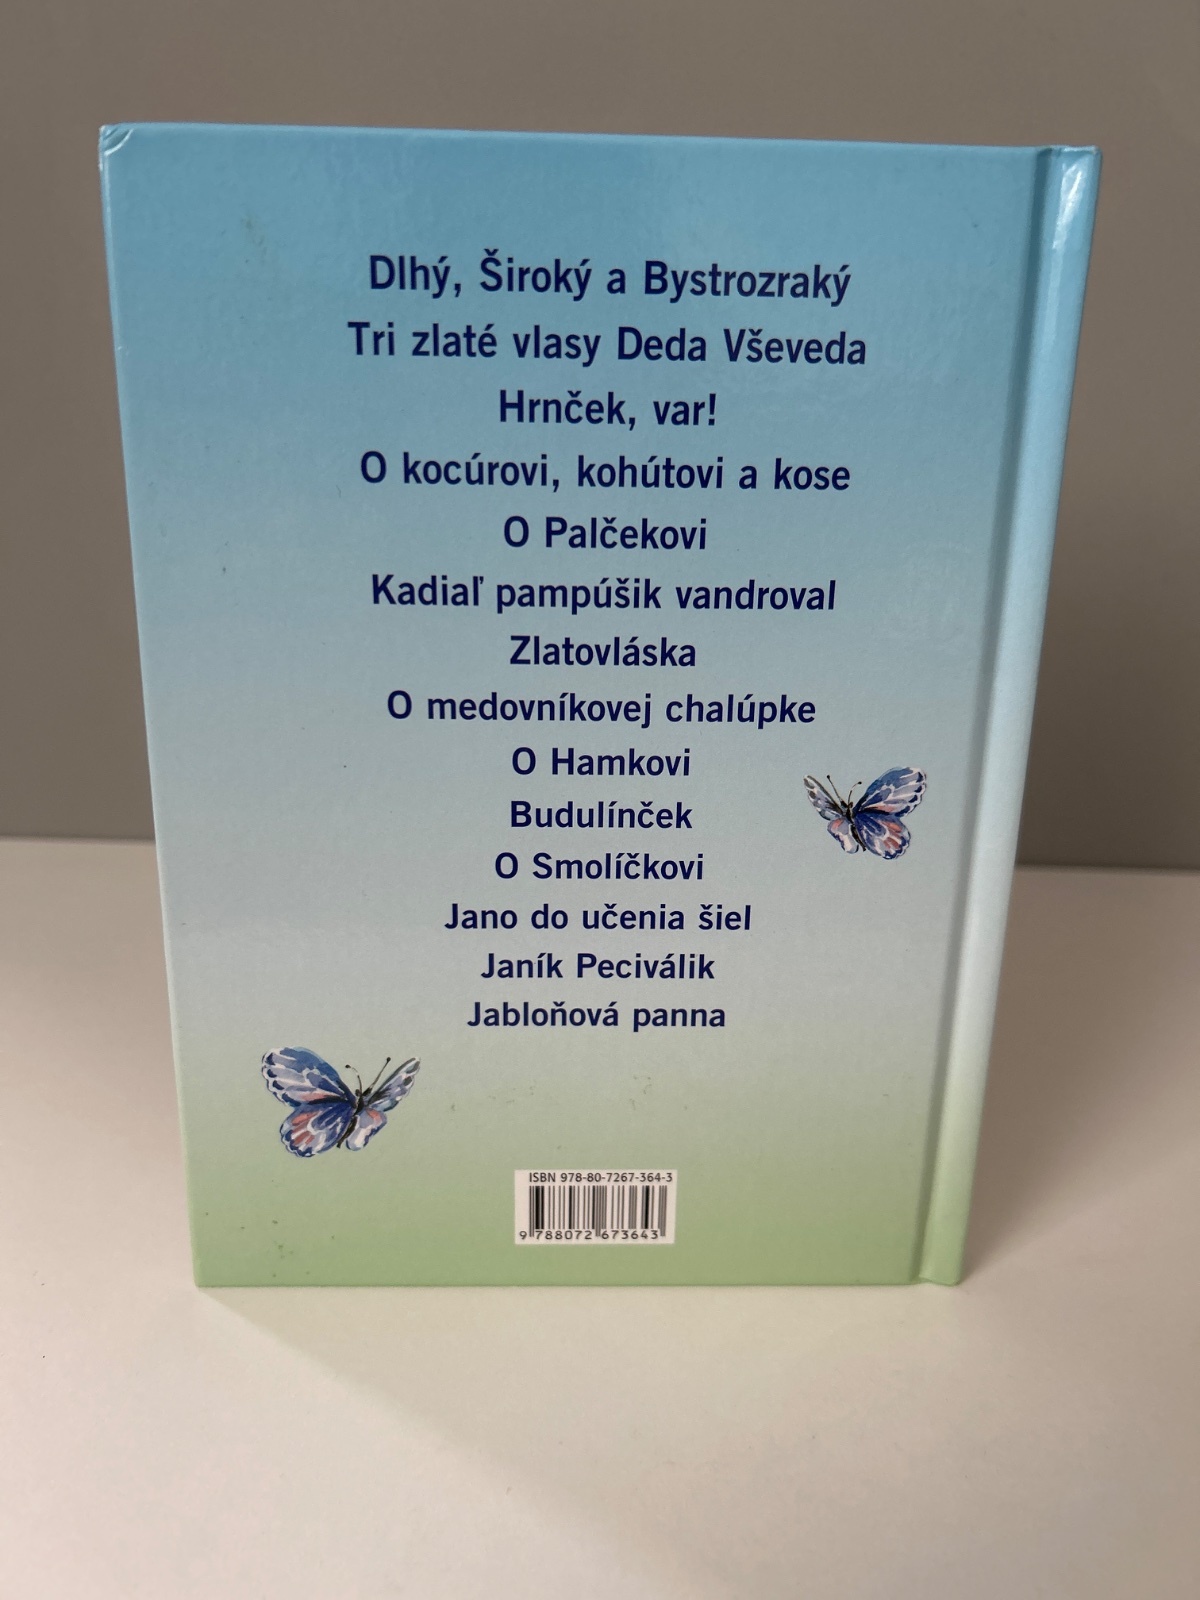 Dlhý, Široký a Bystrozraký
Tri zlaté vlasy Deda Vševeda
Hrnček, var!
O kocúrovi, kohútovi a kose
O Palčekovi
Kadiaľ pampúšik vandroval
Zlatovláska
O medovníkovej chalúpke
O Hamkovi
Budulínček
O Smolíčkovi
Jano do učenia šiel
Janík Peciválik
Jabloňová panna
ISBN 978-80-7267-364-3
9 788072 673643